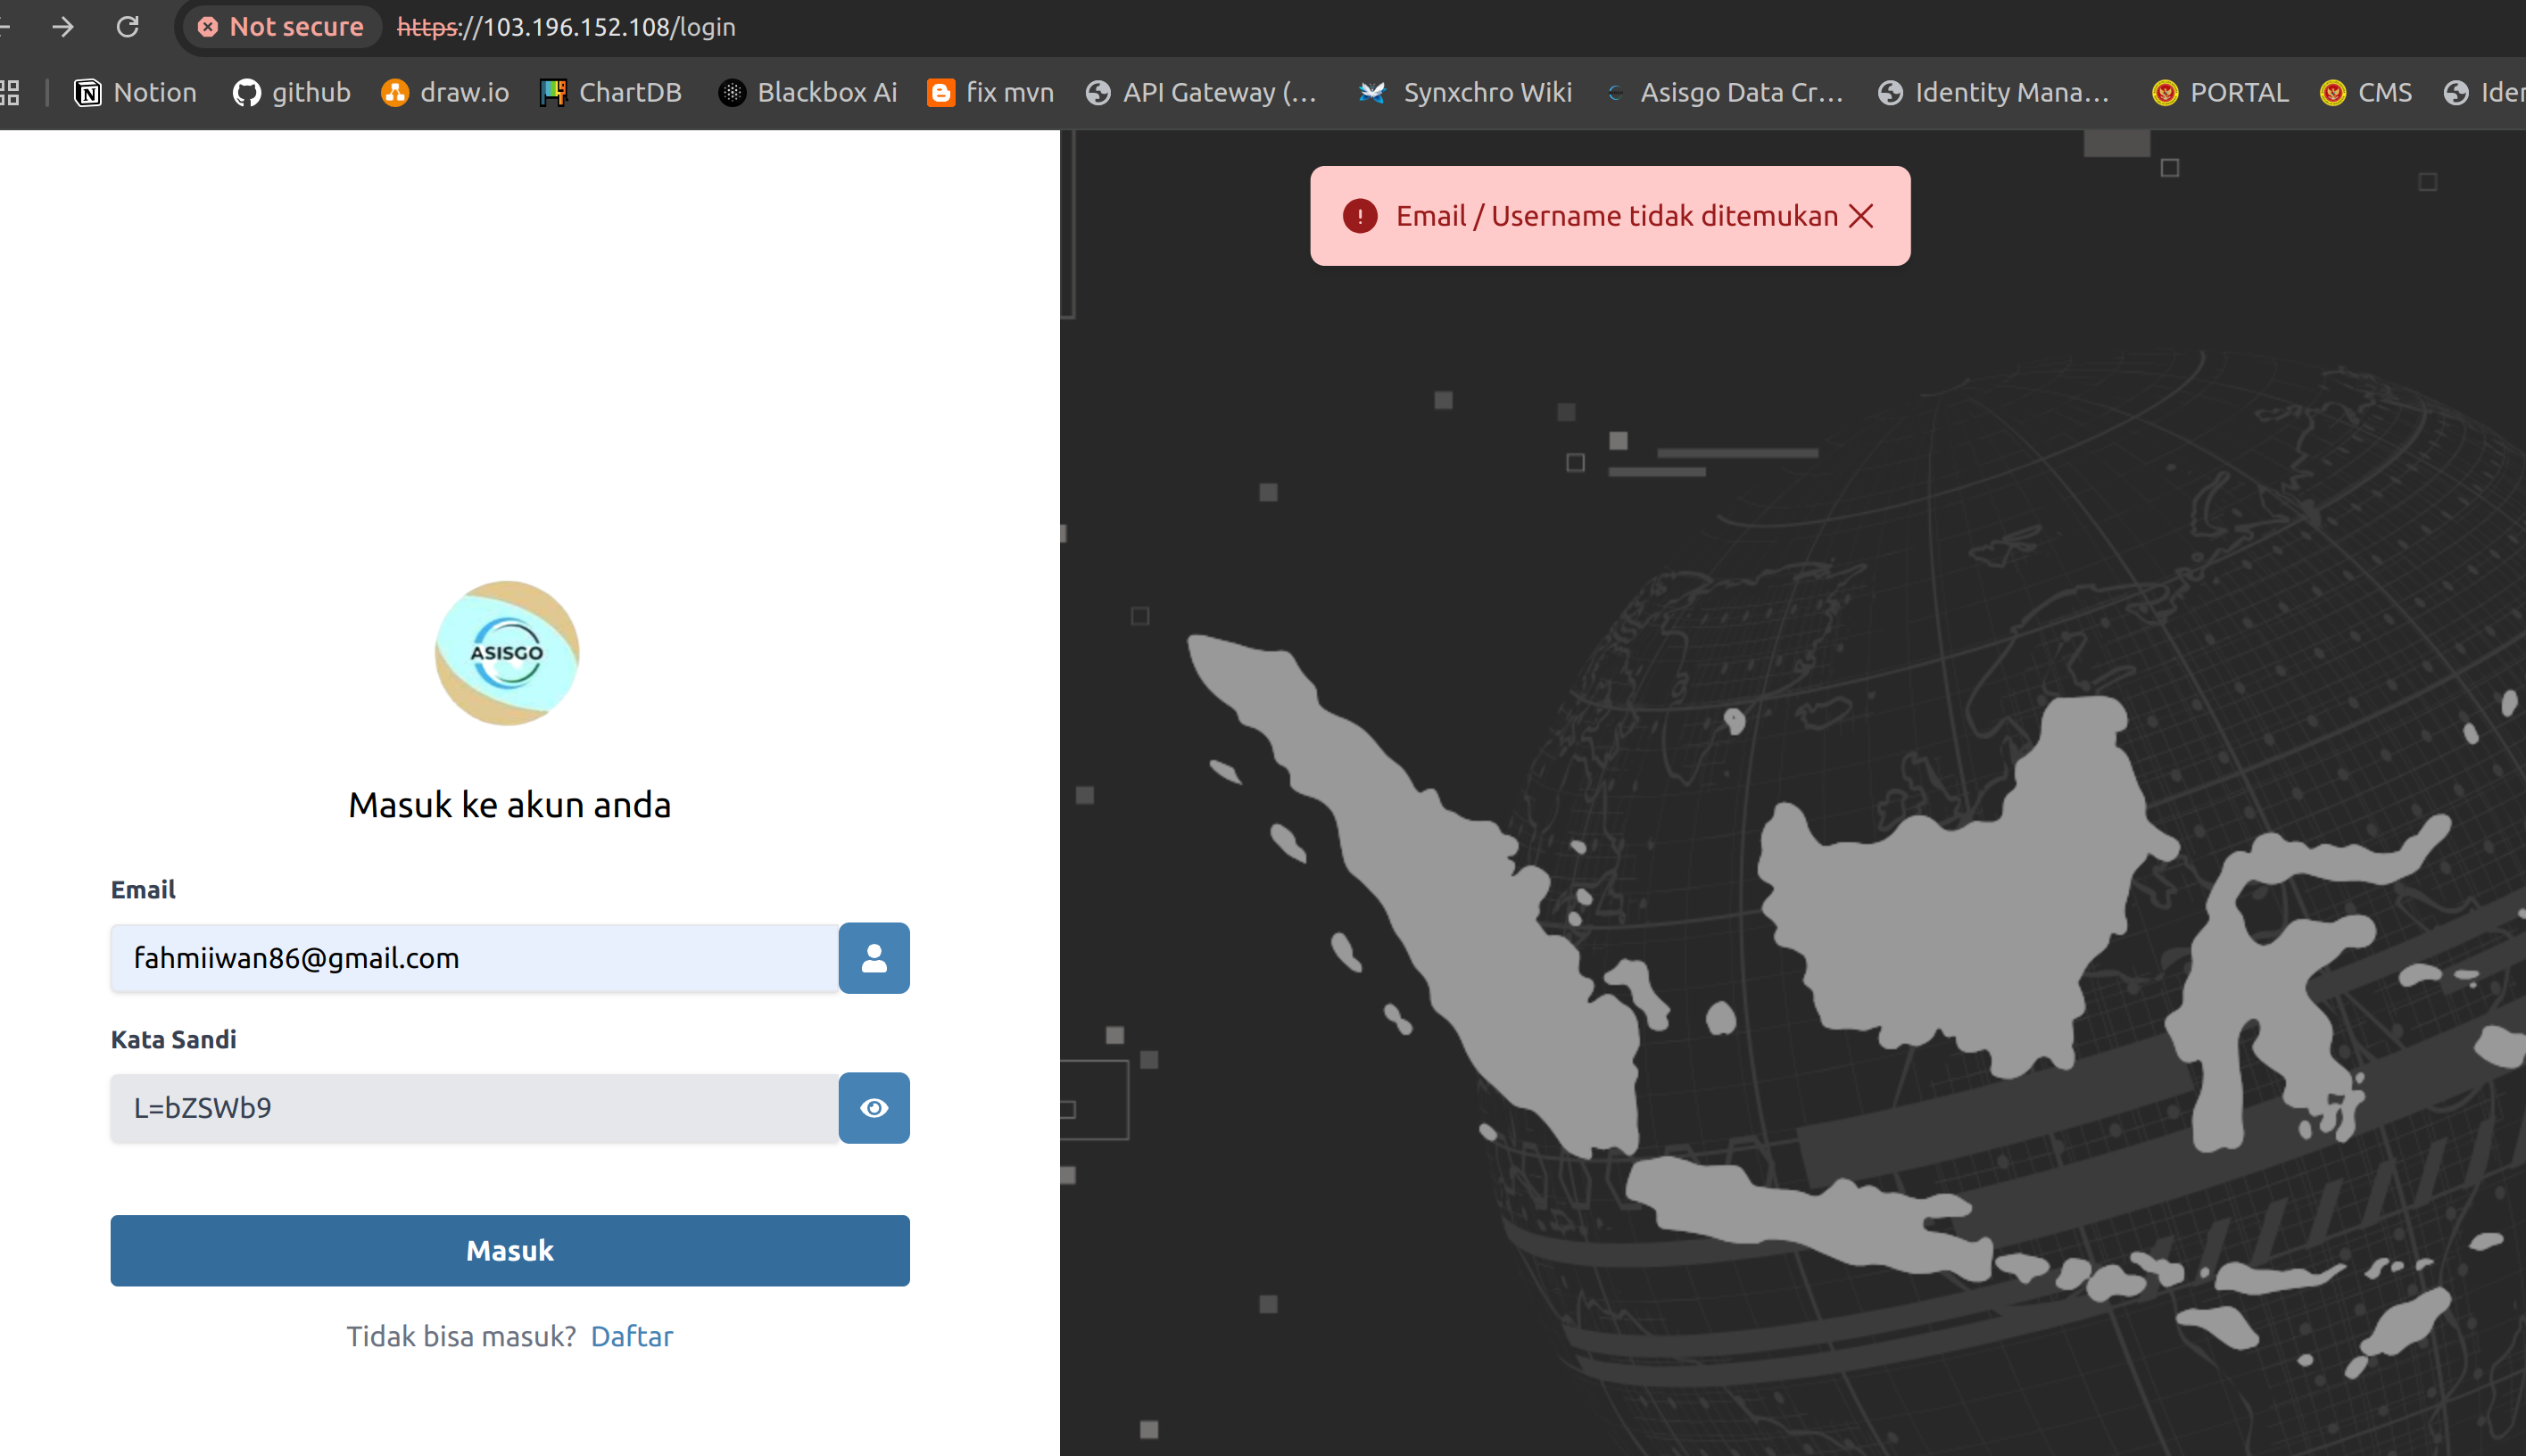 Not secure https://103.196.152.108/login
Notion github draw.io ChartDB Blackbox Ai fix mvn API Gateway (... Synxchro Wiki Asisgo Data Cr... Identity Mana... PORTAL CMS Ider
Email / Username tidak ditemukan
ASISGO
Masuk ke akun anda
Email
fahmiiwan86@gmail.com
Kata Sandi
L=bZSWb9
Masuk
Tidak bisa masuk? Daftar